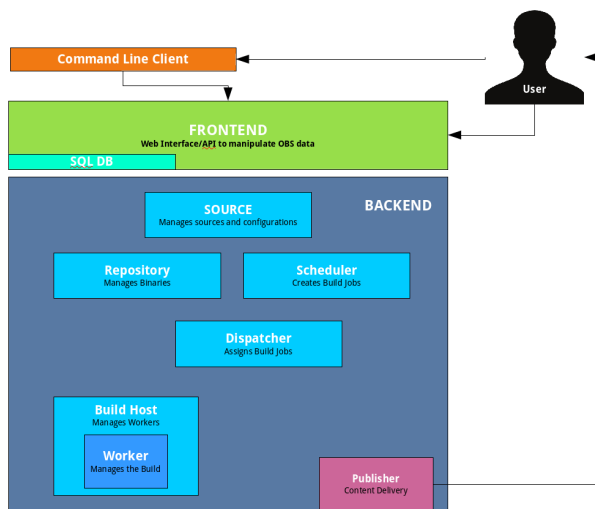 Command Line Client
User
FRONTEND
Web Interface/API to manipulate OBS data
SQL DB
BACKEND
SOURCE
Manages sources and configurations
Repository
Manages Binaries
Scheduler
Creates Build Jobs
Dispatcher
Assigns Build Jobs
Build Host
Manages Workers
Worker
Manages the Build
Publisher
Content Delivery